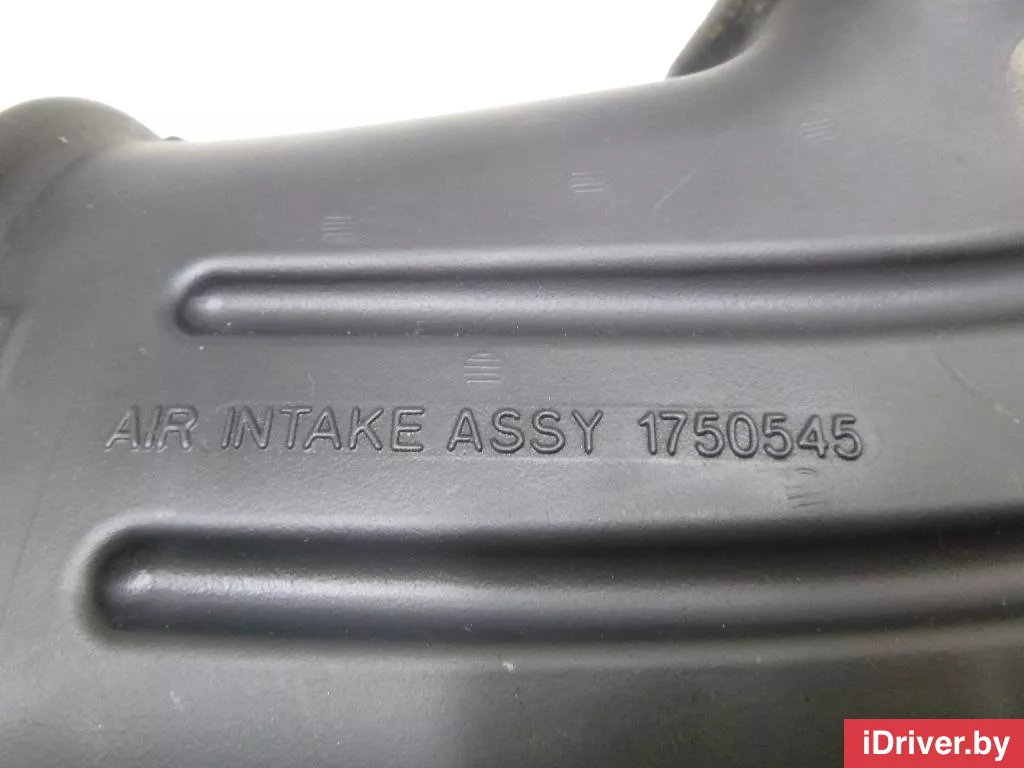 AIR INTAKE ASSY 1750545
iDriver.by